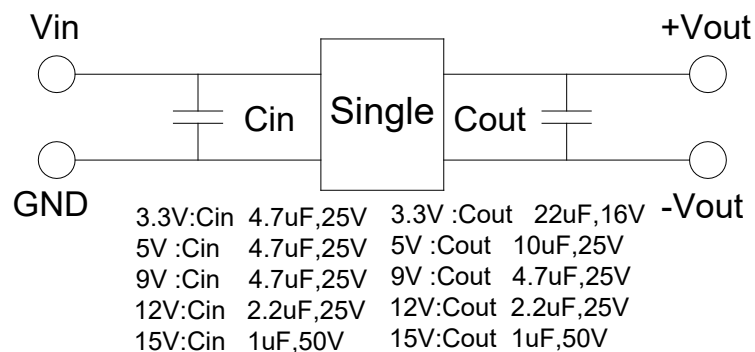 Vin
+Vout
Cin
Single
Cout
GND
-Vout
3.3V:Cin 4.7uF,25V
5V :Cin 4.7uF,25V
9V :Cin 4.7uF,25V
12V:Cin 2.2uF,25V
15V:Cin 1uF,50V
3.3V :Cout 22uF,16V
5V :Cout 10uF,25V
9V :Cout 4.7uF,25V
12V:Cout 2.2uF,25V
15V:Cout 1uF,50V